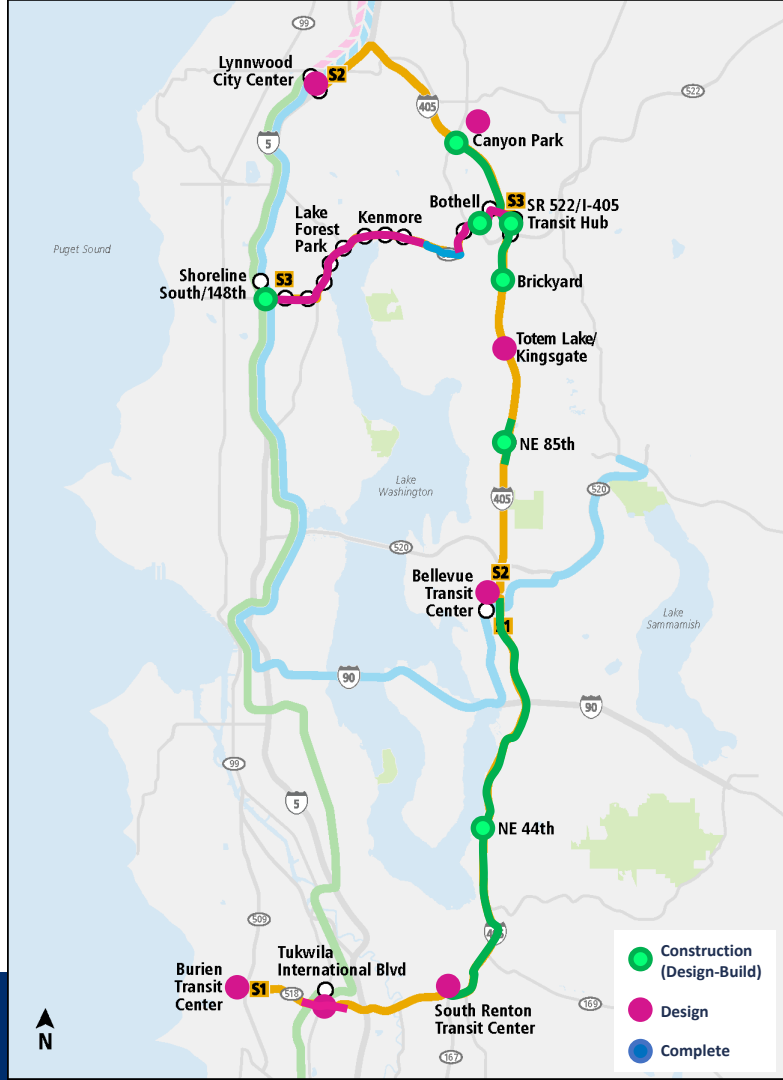 99
Lynnwood
City Center
S2
522
405
Canyon Park
5
Bothell
S3
SR 522/I-405
Transit Hub
Lake
Forest
Park
Kenmore
Puget Sound
Shoreline
South/148th
S3
Brickyard
Totem Lake/
Kingsgate
NE 85th
Lake
Washington
405
520
520
S2
Bellevue
Transit
Center
1
Lake
Sammamish
90
90
99
5
NE 44th
509
Tukwila
International Blvd
Burien
Transit
Center
S1
518
South Renton
Transit Center
169
167
N
Construction
(Design-Build)
Design
Complete